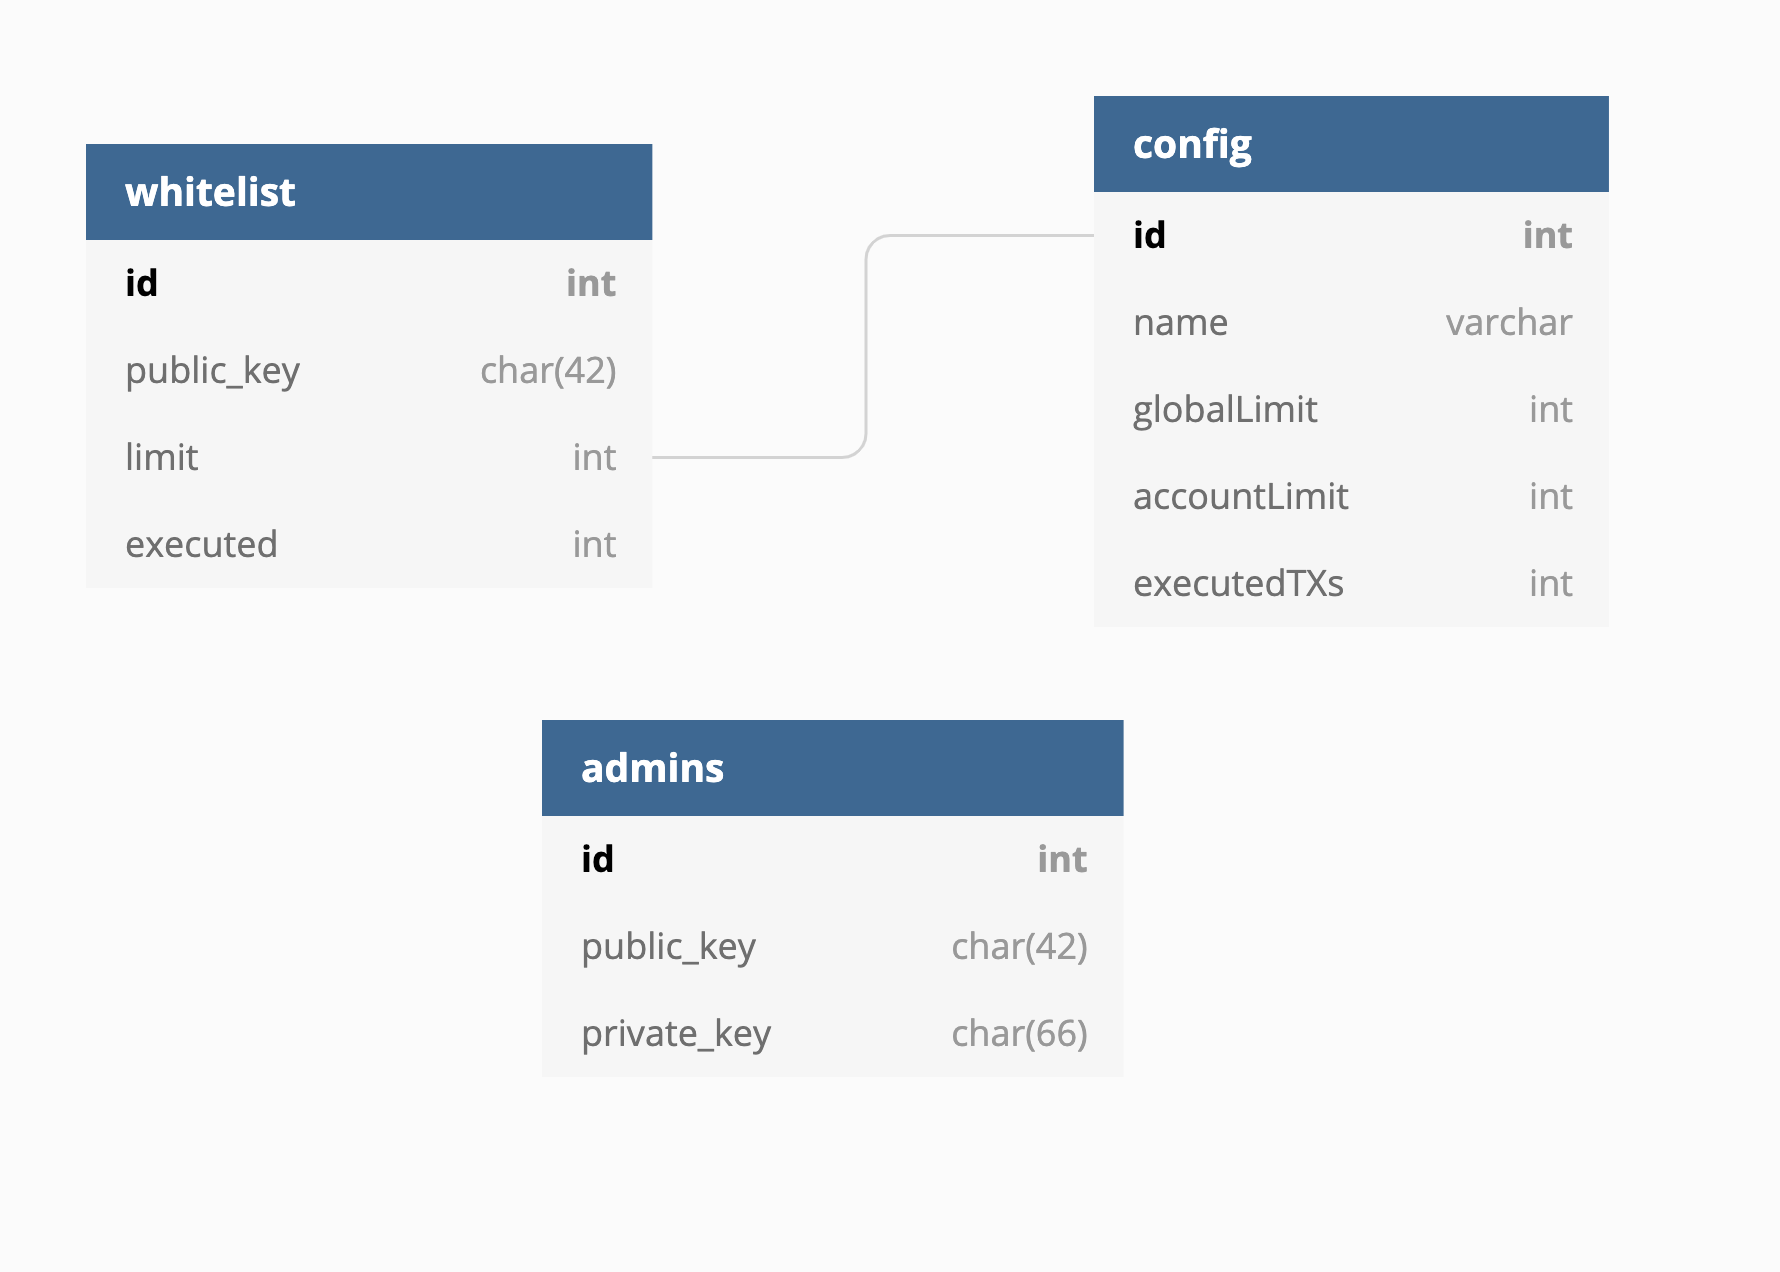 whitelist
id int
public_key char(42)
limit int
executed int
config
id int
name varchar
globalLimit int
accountLimit int
executedTXs int
admins
id int
public_key char(42)
private_key char(66)